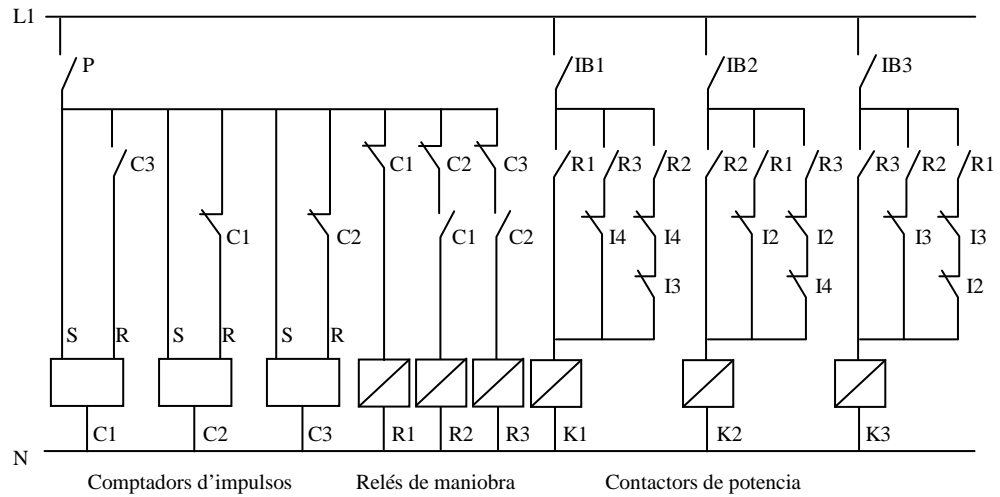 L1
P IB1 IB2 IB3
C3 C1 C2 C3 R1 R3 R2 R2 R1 R3 R3 R2 R1
C1 C2 C1 C2 I4 I4 I2 I2 I3 I3
I3 I4 I2
S R S R S R
C1 C2 C3 R1 R2 R3 K1 K2 K3
N
Comptadors d’impulsos Relés de maniobra Contactors de potencia